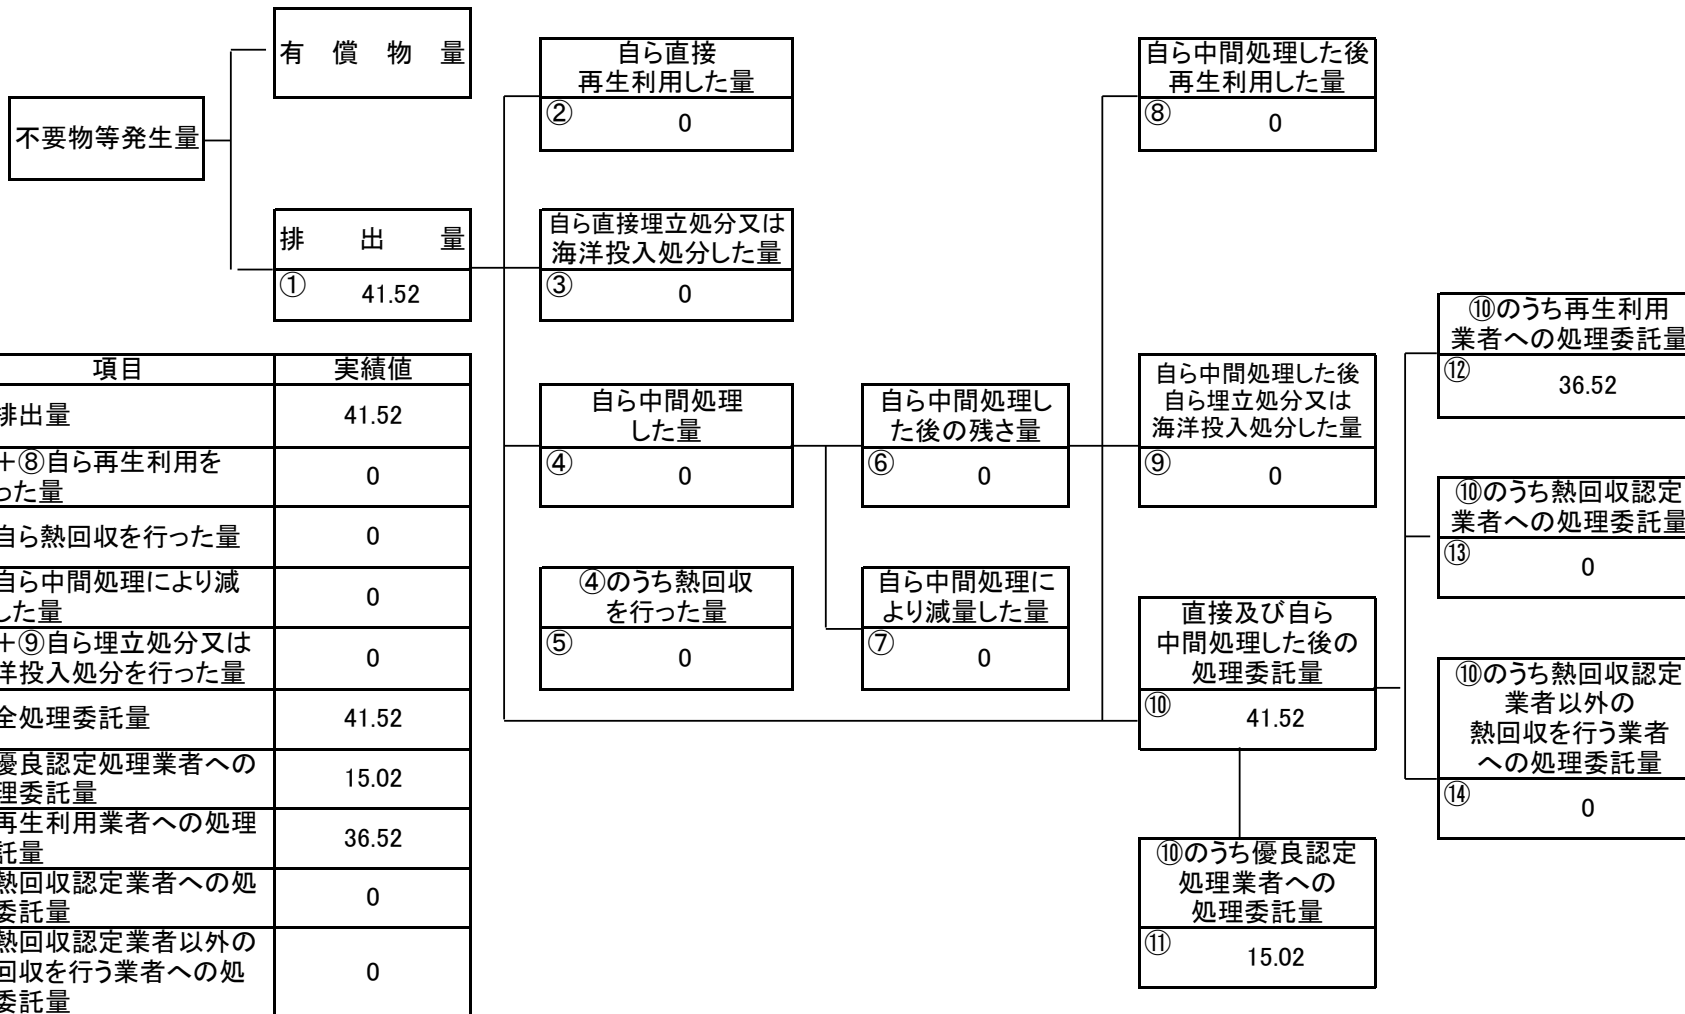 有償物量
不要物等発生量
排出量
① 41.52
自ら直接
再生利用した量
② 0
自ら直接埋立処分又は
海洋投入処分した量
③ 0
自ら中間処理
した量
④ 0
④のうち熱回収
を行った量
⑤ 0
自ら中間処理し
た後の残さ量
⑥ 0
自ら中間処理に
より減量した量
⑦ 0
自ら中間処理した後
再生利用した量
⑧ 0
自ら中間処理した後
自ら埋立処分又は
海洋投入処分した量
⑨ 0
直接及び自ら
中間処理した後の
処理委託量
⑩ 41.52
⑩のうち優良認定
処理業者への
処理委託量
⑪ 15.02
⑩のうち再生利用
業者への処理委託量
⑫ 36.52
⑩のうち熱回収認定
業者への処理委託量
⑬ 0
⑩のうち熱回収認定
業者以外の
熱回収を行う業者
への処理委託量
⑭ 0
項目 実績値
排出量 41.52
+⑧自ら再生利用を
った量 0
自ら熱回収を行った量 0
自ら中間処理により減
した量 0
+⑨自ら埋立処分又は
洋投入処分を行った量 0
全処理委託量 41.52
優良認定処理業者への
理委託量 15.02
再生利用業者への処理
託量 36.52
熱回収認定業者への処
委託量 0
熱回収認定業者以外の
回収を行う業者への処
委託量 0